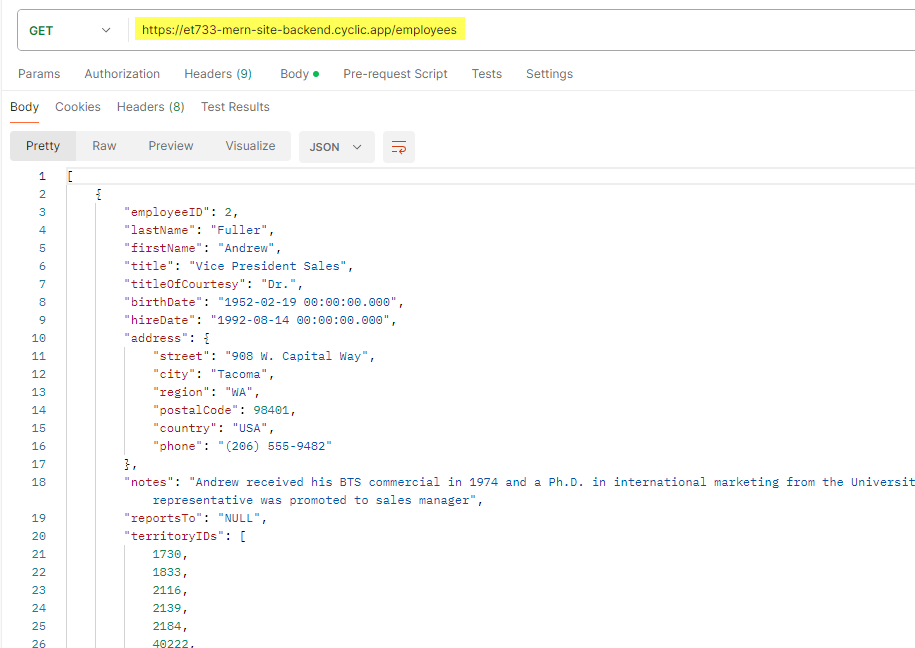 GET https://et733-mern-site-backend.cyclic.app/employees
Params Authorization Headers (9) Body Pre-request Script Tests Settings
Body Cookies Headers (8) Test Results
Pretty Raw Preview Visualize JSON
1 [
2 {
3 "employeeID": 2,
4 "lastName": "Fuller",
5 "firstName": "Andrew",
6 "title": "Vice President Sales",
7 "titleOfCourtesy": "Dr.",
8 "birthDate": "1952-02-19 00:00:00.000",
9 "hireDate": "1992-08-14 00:00:00.000",
10 "address": {
11 "street": "908 W. Capital Way",
12 "city": "Tacoma",
13 "region": "WA",
14 "postalCode": 98401,
15 "country": "USA",
16 "phone": "(206) 555-9482"
17 },
18 "notes": "Andrew received his BTS commercial in 1974 and a Ph.D. in international marketing from the Universit
representative was promoted to sales manager",
19 "reportsTo": "NULL",
20 "territoryIDs": [
21 1730,
22 1833,
23 2116,
24 2139,
25 2184,
26 40222,